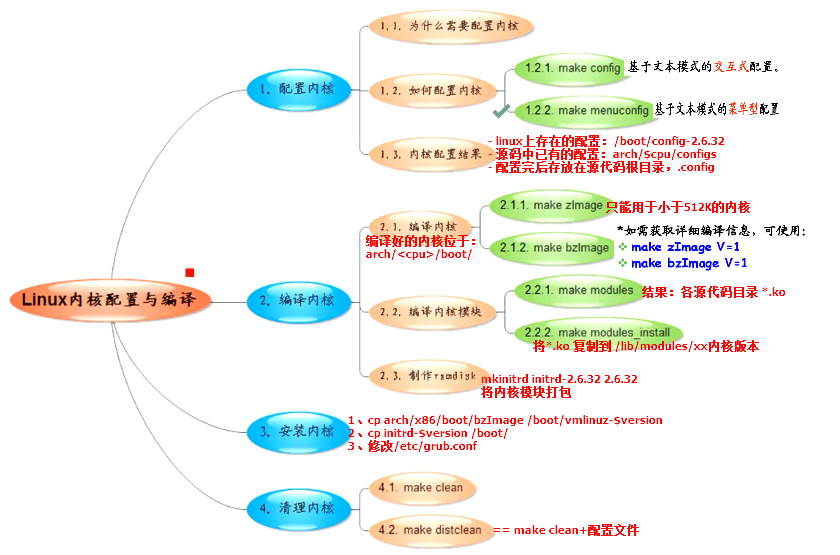 Linux内核配置与编译
1. 配置内核
1.1. 为什么需要配置内核
1.2. 如何配置内核
1.2.1. make config 基于文本模式的交互式配置。
1.2.2. make menuconfig 基于文本模式的菜单型配置
1.3. 内核配置结果
- linux上存在的配置：/boot/config-2.6.32
- 源码中已有的配置：arch/$cpu/configs
- 配置完后存放在源代码根目录，.config
2. 编译内核
2.1. 编译内核
编译好的内核位于：
arch/<cpu>/boot/
2.1.1. make zImage 只能用于小于512K的内核
2.1.2. make bzImage
*如需获取详细编译信息，可使用：
make zImage V=1
make bzImage V=1
2.2. 编译内核模块
2.2.1. make modules 结果：各源代码目录 *.ko
2.2.2. make modules_install
将*.ko 复制到 /lib/modules/xx内核版本
2.3. 制作ramdisk
mkinitrd initrd-2.6.32 2.6.32
将内核模块打包
3. 安装内核
1、cp arch/x86/boot/bzImage /boot/vmlinuz-$version
2、cp initrd-$version /boot/
3、修改/etc/grub.conf
4. 清理内核
4.1. make clean
4.2. make distclean == make clean+配置文件